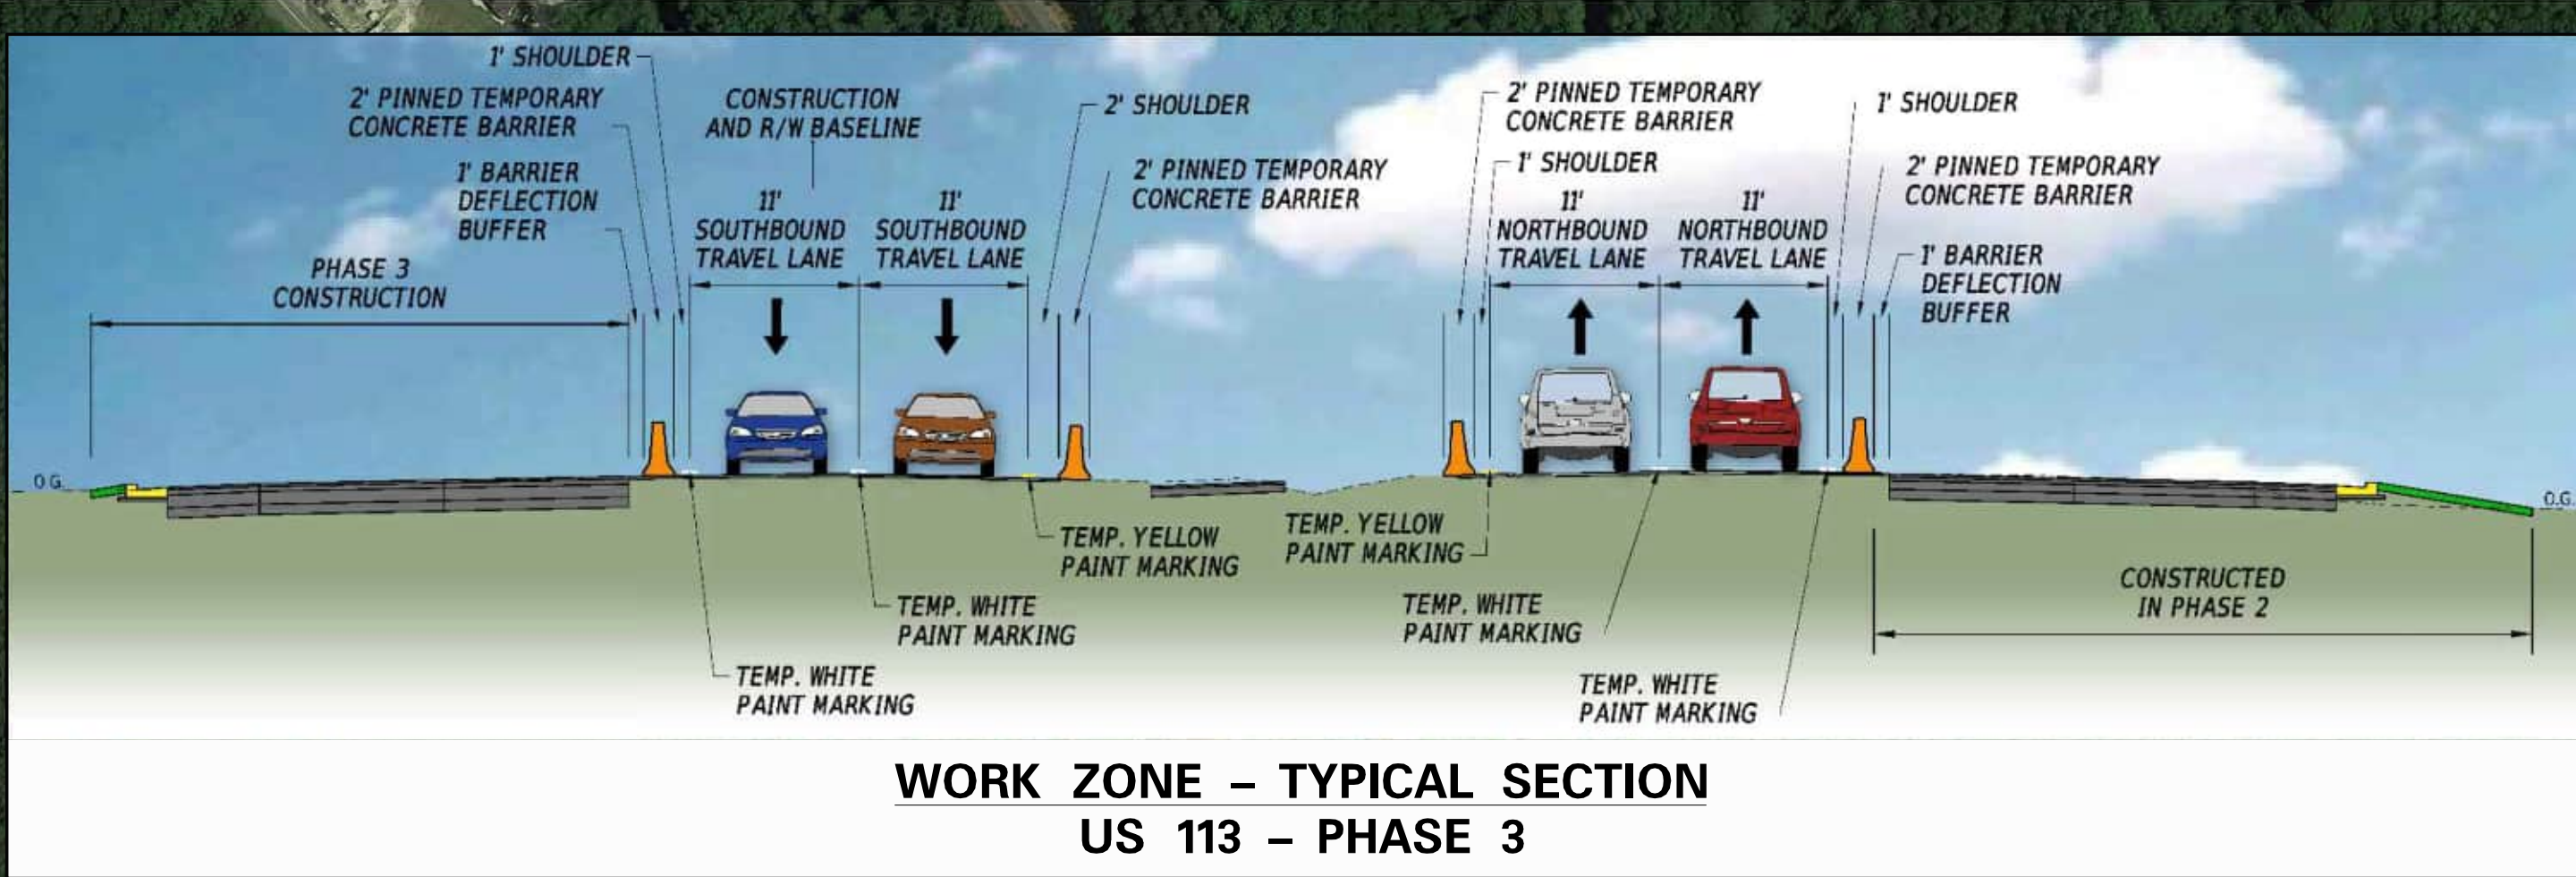 1' SHOULDER
2' PINNED TEMPORARY
CONCRETE BARRIER
1' BARRIER
DEFLECTION
BUFFER
CONSTRUCTION
AND R/W BASELINE
11'
SOUTHBOUND
TRAVEL LANE
11'
SOUTHBOUND
TRAVEL LANE
2' SHOULDER
2' PINNED TEMPORARY
CONCRETE BARRIER
2' PINNED TEMPORARY
CONCRETE BARRIER
1' SHOULDER
11'
NORTHBOUND
TRAVEL LANE
11'
NORTHBOUND
TRAVEL LANE
1' SHOULDER
2' PINNED TEMPORARY
CONCRETE BARRIER
1' BARRIER
DEFLECTION
BUFFER
PHASE 3
CONSTRUCTION
O.G.
O.G.
TEMP. YELLOW
PAINT MARKING
TEMP. YELLOW
PAINT MARKING
TEMP. WHITE
PAINT MARKING
TEMP. WHITE
PAINT MARKING
TEMP. WHITE
PAINT MARKING
TEMP. WHITE
PAINT MARKING
CONSTRUCTED
IN PHASE 2
WORK ZONE – TYPICAL SECTION
US 113 – PHASE 3